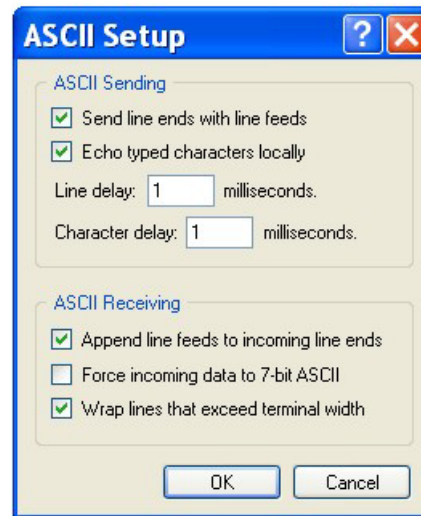 ASCII Setup
ASCII Sending
Send line ends with line feeds
Echo typed characters locally
Line delay: 1 milliseconds.
Character delay: 1 milliseconds.
ASCII Receiving
Append line feeds to incoming line ends
Force incoming data to 7-bit ASCII
Wrap lines that exceed terminal width
OK Cancel